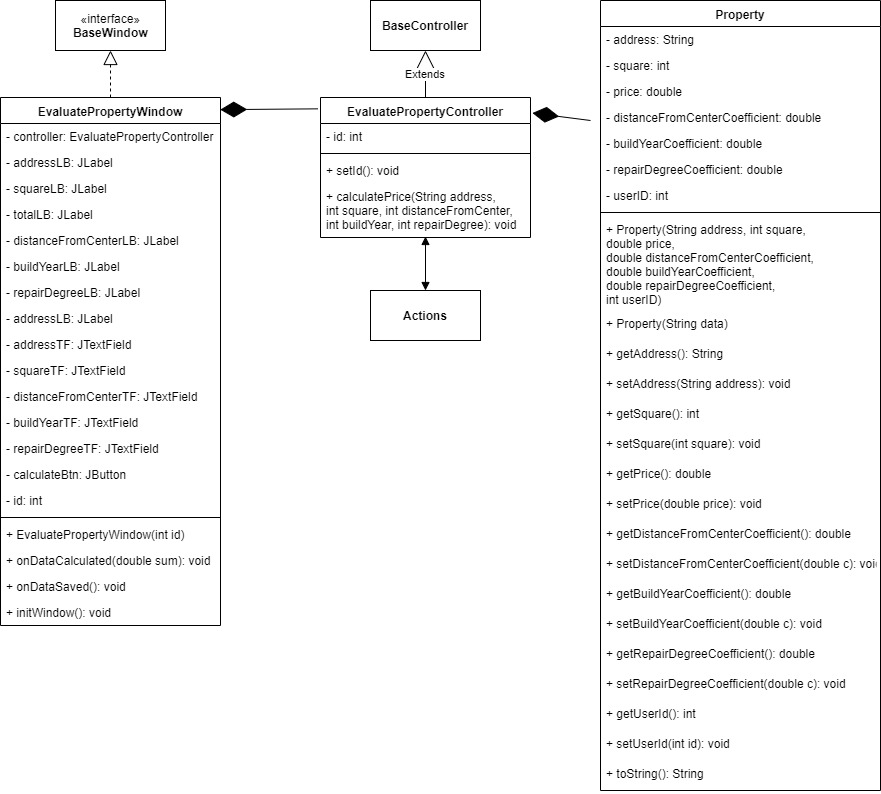 «interface»
BaseWindow
EvaluatePropertyWindow
- controller: EvaluatePropertyController
- addressLB: JLabel
- squareLB: JLabel
- totalLB: JLabel
- distanceFromCenterLB: JLabel
- buildYearLB: JLabel
- repairDegreeLB: JLabel
- addressLB: JLabel
- addressTF: JTextField
- squareTF: JTextField
- distanceFromCenterTF: JTextField
- buildYearTF: JTextField
- repairDegreeTF: JTextField
- calculateBtn: JButton
- id: int
+ EvaluatePropertyWindow(int id)
+ onDataCalculated(double sum): void
+ onDataSaved(): void
+ initWindow(): void
BaseController
Extends
EvaluatePropertyController
- id: int
+ setId(): void
+ calculatePrice(String address,
int square, int distanceFromCenter,
int buildYear, int repairDegree): void
Actions
Property
- address: String
- square: int
- price: double
- distanceFromCenterCoefficient: double
- buildYearCoefficient: double
- repairDegreeCoefficient: double
- userID: int
+ Property(String address, int square,
double price,
double distanceFromCenterCoefficient,
double buildYearCoefficient,
double repairDegreeCoefficient,
int userID)
+ Property(String data)
+ getAddress(): String
+ setAddress(String address): void
+ getSquare(): int
+ setSquare(int square): void
+ getPrice(): double
+ setPrice(double price): void
+ getDistanceFromCenterCoefficient(): double
+ setDistanceFromCenterCoefficient(double c): voi
+ getBuildYearCoefficient(): double
+ setBuildYearCoefficient(double c): void
+ getRepairDegreeCoefficient(): double
+ setRepairDegreeCoefficient(double c): void
+ getUserId(): int
+ setUserId(int id): void
+ toString(): String